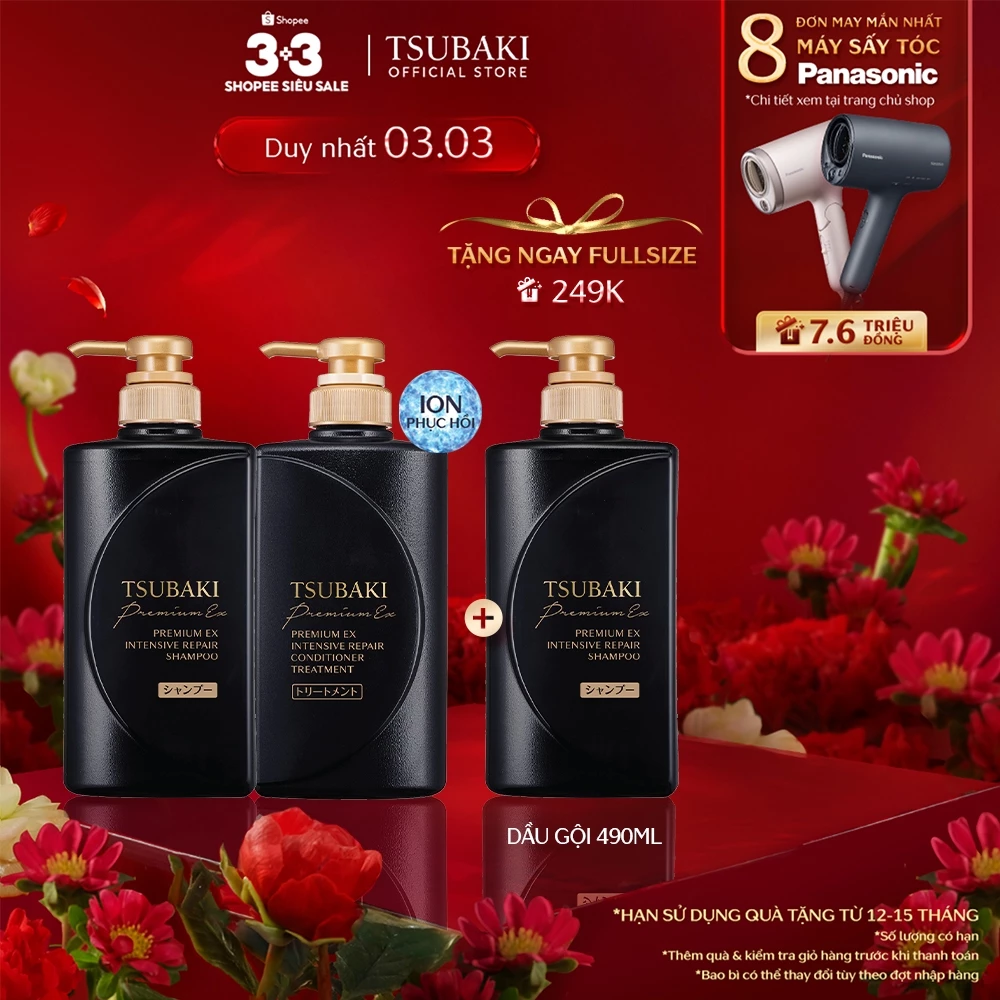 Shopee
3+3
SHOPEE SIÊU SALE
TSUBAKI
OFFICIAL STORE
Duy nhất 03.03
8 ĐƠN MAY MẮN NHẤT
MÁY SẤY TÓC
Panasonic
*Chi tiết xem tại trang chủ shop
Panasonic
7.6 TRIỆU
ĐỒNG
TẶNG NGAY FULLSIZE
249K
ION
PHỤC HỒI
TSUBAKI
Premium Ex
PREMIUM EX
INTENSIVE REPAIR
SHAMPOO
シャンプー
TSUBAKI
Premium Ex
PREMIUM EX
INTENSIVE REPAIR
CONDITIONER
TREATMENT
トリートメント
+
TSUBAKI
Premium Ex
PREMIUM EX
INTENSIVE REPAIR
SHAMPOO
シャンプー
DẦU GỘI 490ML
*HẠN SỬ DỤNG QUÀ TẶNG TỪ 12-15 THÁNG
*Số lượng có hạn
*Thêm quà & kiểm tra giỏ hàng trước khi thanh toán
*Bao bì có thể thay đổi tùy theo đợt nhập hàng